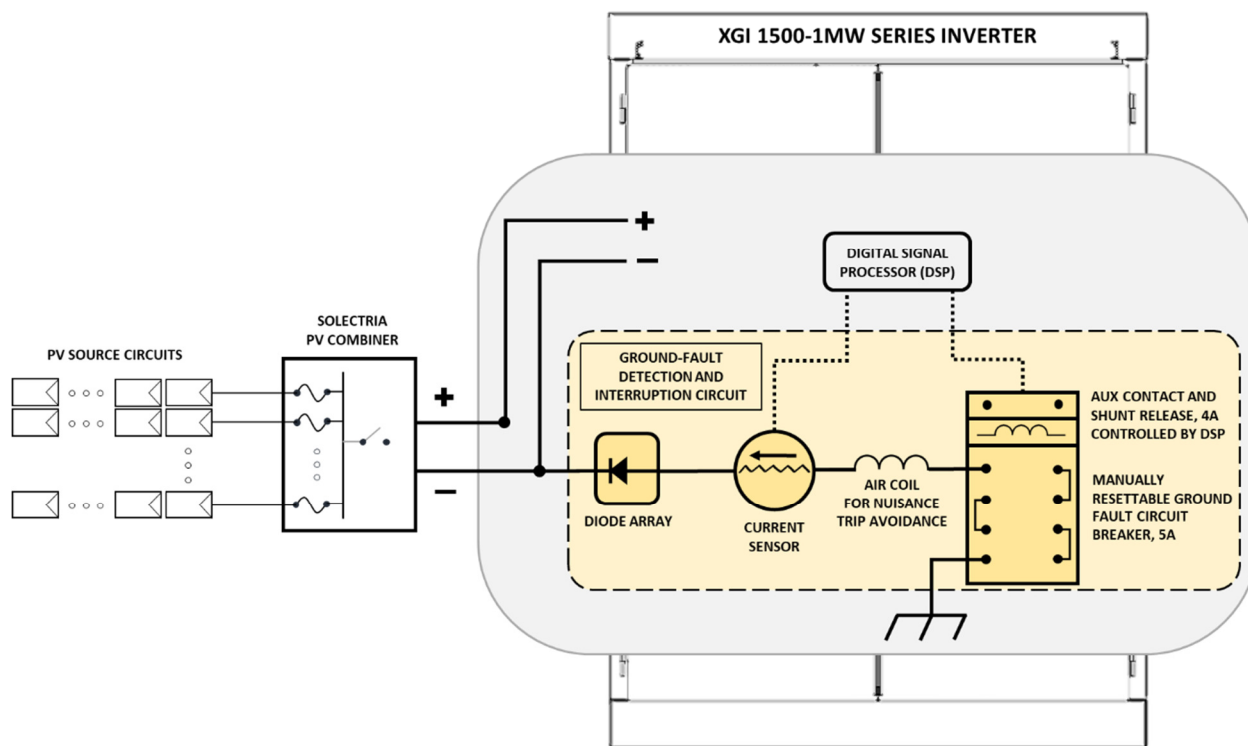 XGI 1500-1MW SERIES INVERTER
+
−
DIGITAL SIGNAL
PROCESSOR (DSP)
SOLECTRIA
PV COMBINER
PV SOURCE CIRCUITS
+
−
GROUND-FAULT
DETECTION AND
INTERRUPTION CIRCUIT
DIODE ARRAY
CURRENT
SENSOR
AIR COIL
FOR NUISANCE
TRIP AVOIDANCE
AUX CONTACT AND
SHUNT RELEASE, 4A
CONTROLLED BY DSP
MANUALLY
RESETTABLE GROUND
FAULT CIRCUIT
BREAKER, 5A